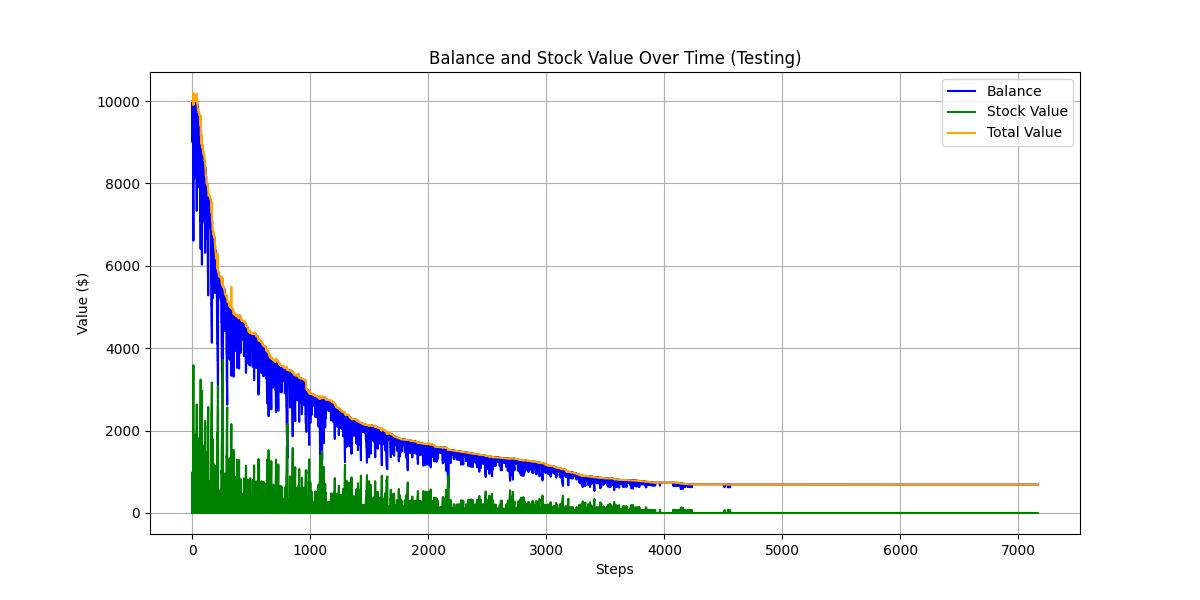 Balance and Stock Value Over Time (Testing)
Balance
Stock Value
Total Value
Value ($)
10000
8000
6000
4000
2000
0
0 1000 2000 3000 4000 5000 6000 7000
Steps